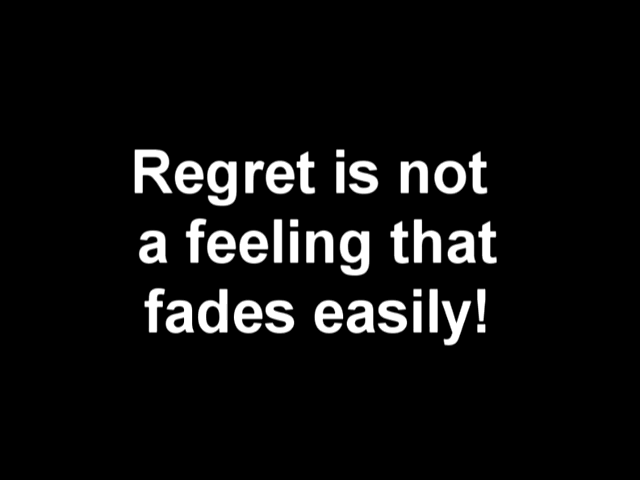 Regret is not
a feeling that
fades easily!